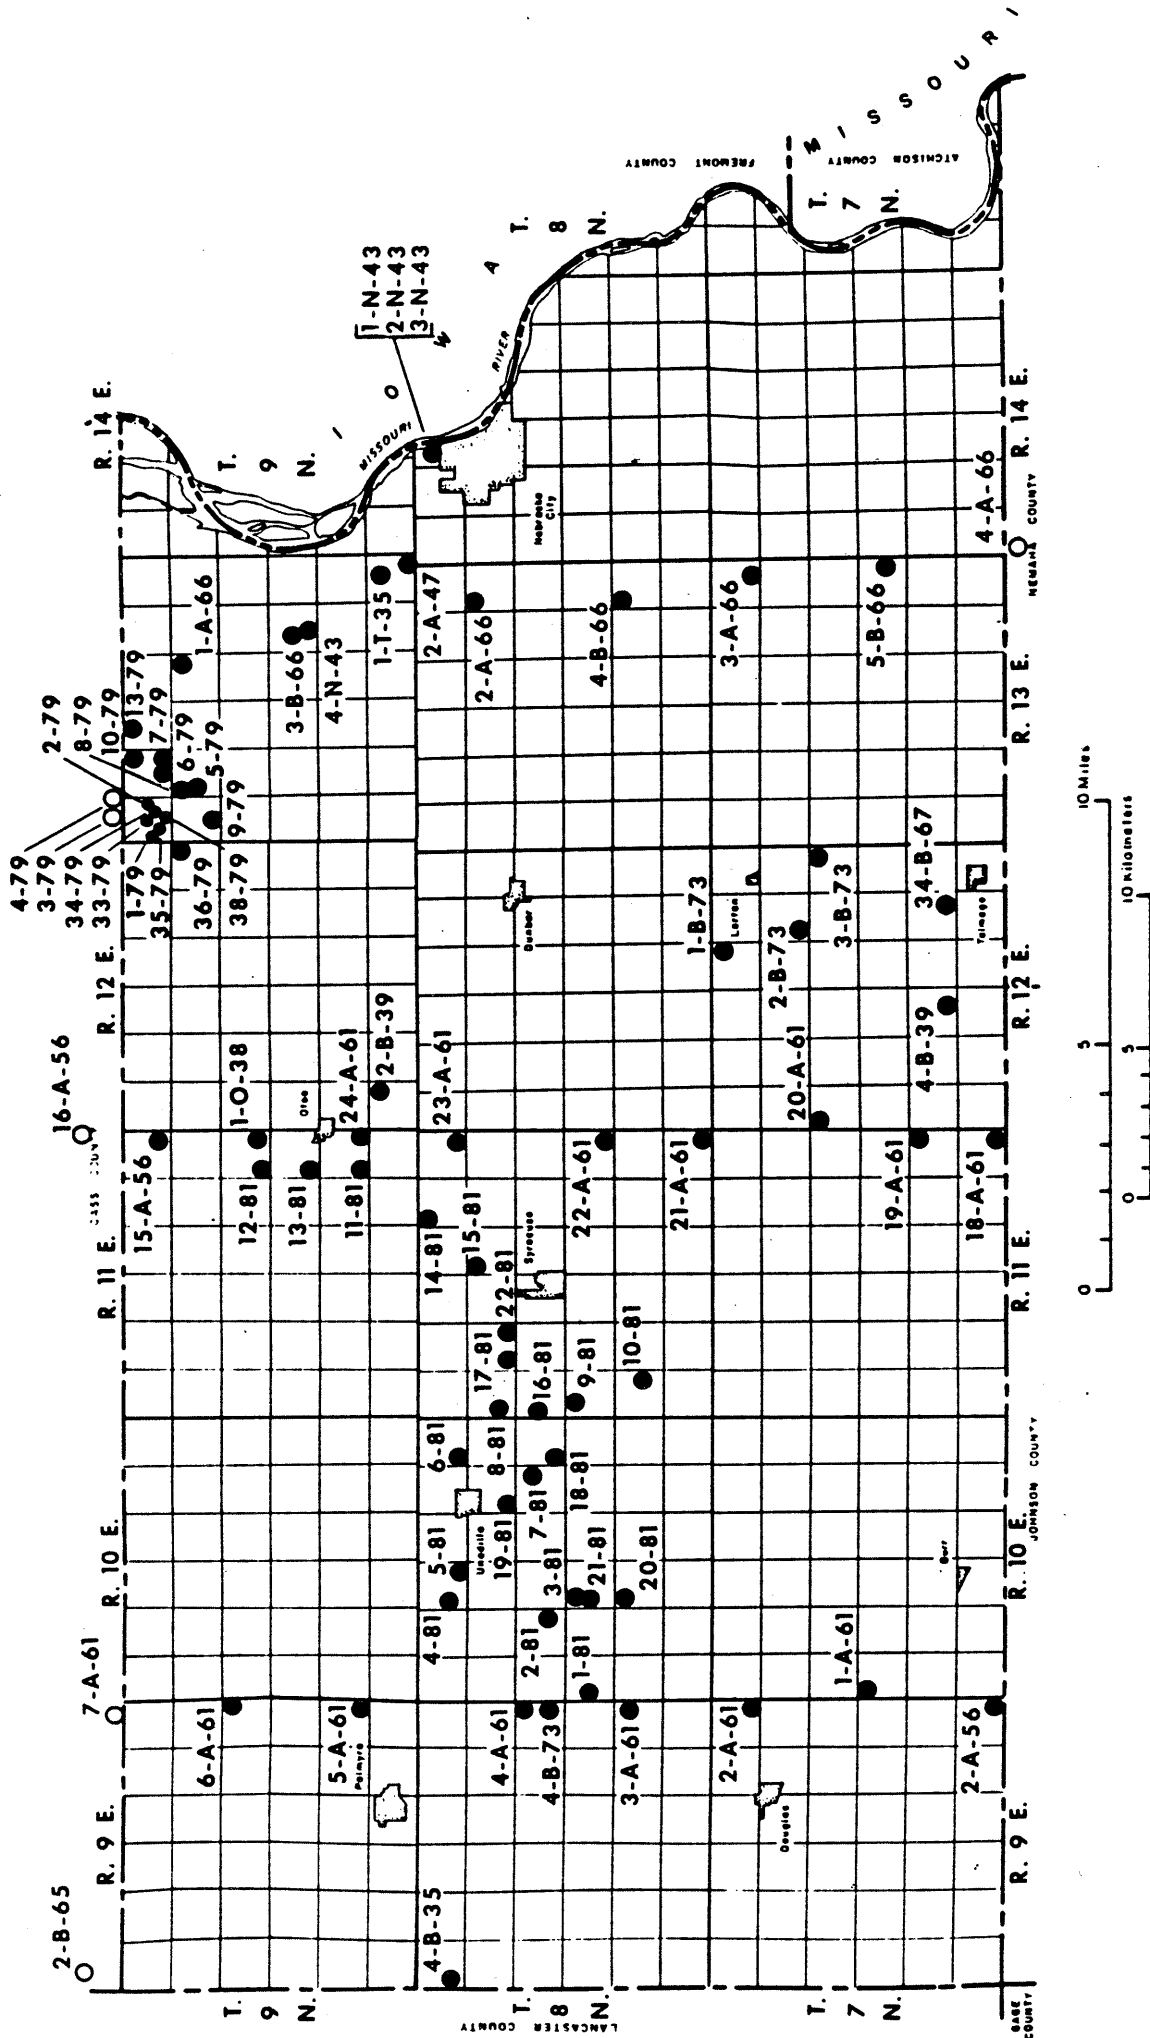 2-B-65
7-A-61
16-A-56
4-79
3-79
34-79
33-79
2-79
8-79
10-79
13-79
1-79
35-79
7-79
36-79
38-79
6-79
5-79
9-79
R. 9 E.
R. 10 E.
R. 11 E.
R. 12 E.
R. 14 E.
T.
9
N.
6-A-61
5-A-61
Palmyra
15-A-56
12-81
13-81
11-81
1-O-38
Otoe
24-A-61
2-B-39
1-A-66
3-B-66
4-N-43
1-T-35
T.
9
N.
MISSOURI
RIVER
I O W A
1-N-43
2-N-43
3-N-43
LANCASTER COUNTY
T.
8
N.
4-B-35
4-A-61
4-B-73
3-A-61
4-81
5-81
Unadilla
6-81
19-81
8-81
2-81
3-81
7-81
1-81
21-81
18-81
20-81
14-81
15-81
17-81
22-81
Syracuse
16-81
9-81
10-81
23-A-61
22-A-61
Dunbar
2-A-47
2-A-66
4-B-66
Nebraska
City
T.
8
N.
FREMONT COUNTY
T.
7
N.
2-A-61
Douglas
2-A-56
1-A-61
Burr
21-A-61
20-A-61
19-A-61
18-A-61
1-B-73
Lorton
2-B-73
3-B-73
4-B-39
34-B-67
Talmage
3-A-66
5-B-66
4-A-66
T.
7
N.
ATCHISON COUNTY
M I S S O U R I
GAGE
COUNTY
R. 9 E.
R. 10 E.
JOHNSON COUNTY
R. 11 E.
R. 12 E.
R. 13 E.
NEMAHA COUNTY
R. 14 E.
0
5
10 Miles
0
5
10 Kilometers